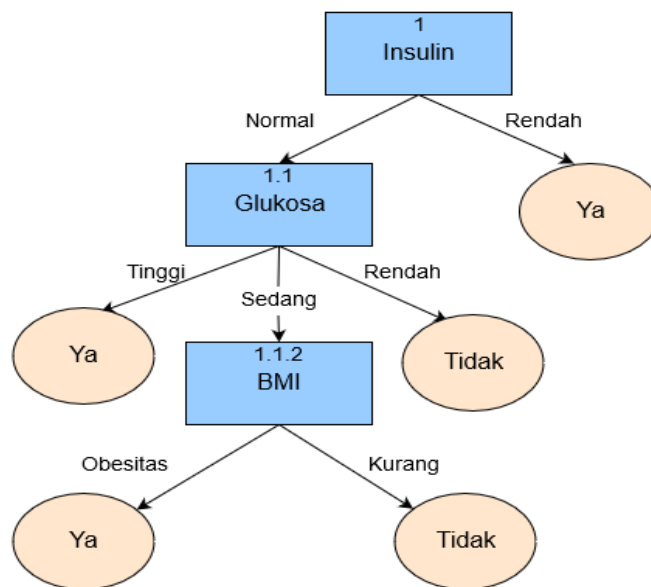 1
Insulin
Normal
Rendah
1.1
Glukosa
Ya
Tinggi
Sedang
Rendah
Ya
1.1.2
BMI
Tidak
Obesitas
Kurang
Ya
Tidak